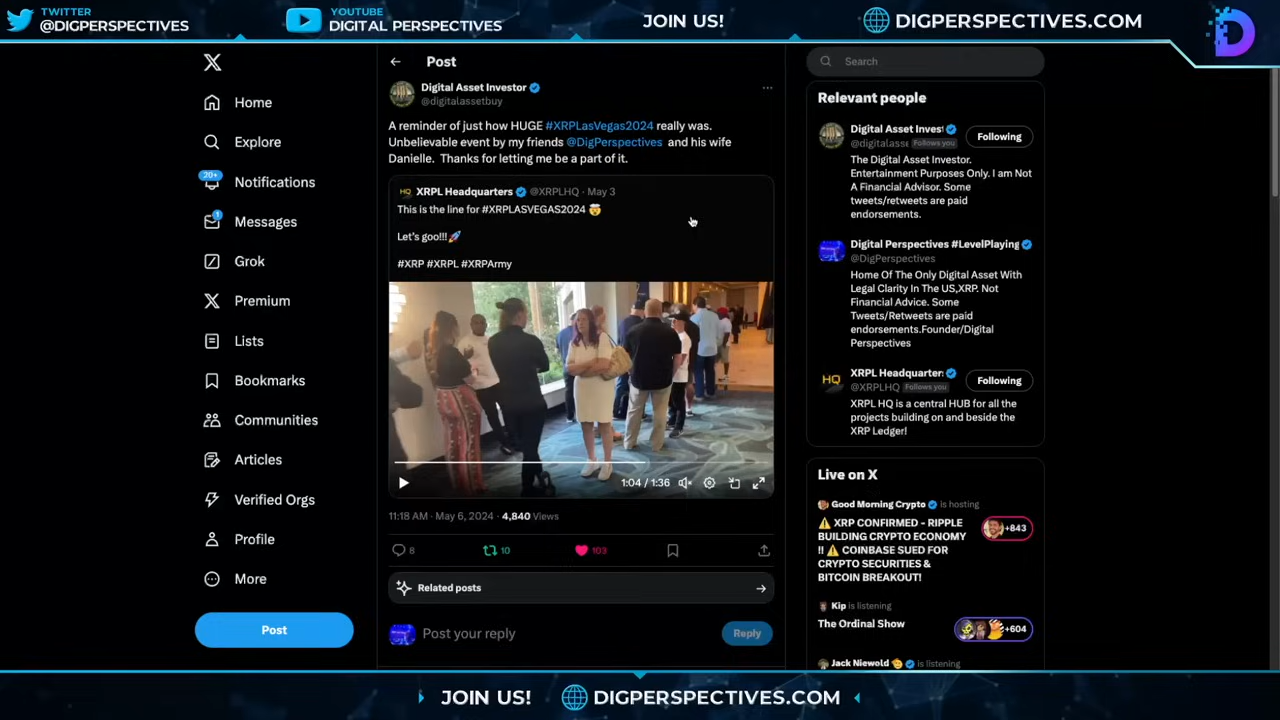 TWITTER
@DIGPERSPECTIVES
YOUTUBE
DIGITAL PERSPECTIVES
JOIN US!
DIGPERSPECTIVES.COM
Home
Explore
20+
Notifications
1
Messages
Grok
Premium
Lists
Bookmarks
Communities
Articles
Verified Orgs
Profile
More
Post
Post
Digital Asset Investor
@digitalassetbuy
A reminder of just how HUGE #XRPLasVegas2024 really was.
Unbelievable event by my friends @DigPerspectives and his wife
Danielle. Thanks for letting me be a part of it.
HQ XRPL Headquarters @XRPLHQ · May 3
This is the line for #XRPLASVEGAS2024 🤯
Let's goo!!!🚀
#XRP #XRPL #XRPArmy
1:04 / 1:36
11:18 AM · May 6, 2024 · 4,840 Views
8 10 103
Related posts
Post your reply
Reply
Search
Relevant people
Digital Asset Inves
@digitalass Follows you
Following
The Digital Asset Investor.
Entertainment Purposes Only. I am Not
A Financial Advisor. Some
tweets/retweets are paid
endorsements.
Digital Perspectives #LevelPlaying
@DigPerspectives
Home Of The Only Digital Asset With
Legal Clarity In The US,XRP. Not
Financial Advice. Some
Tweets/Retweets are paid
endorsements.Founder/Digital
Perspectives
HQ
XRPL Headquarter
@XRPLHQ Follows you
Following
XRPL HQ is a central HUB for all the
projects building on and beside the
XRP Ledger!
Live on X
Good Morning Crypto is hosting
⚠️ XRP CONFIRMED - RIPPLE
BUILDING CRYPTO ECONOMY
!! ⚠️ COINBASE SUED FOR
CRYPTO SECURITIES &
BITCOIN BREAKOUT!
+843
Kip is listening
The Ordinal Show
+604
Jack Niewold is listening
JOIN US!
DIGPERSPECTIVES.COM